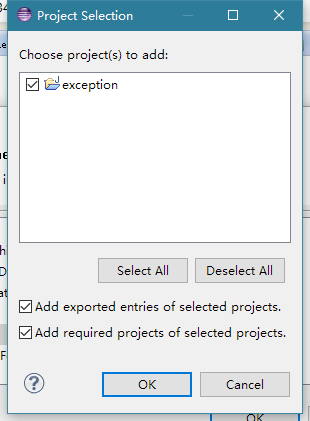 Project Selection
Choose project(s) to add:
exception
Select All
Deselect All
Add exported entries of selected projects.
Add required projects of selected projects.
?
OK
Cancel
OK